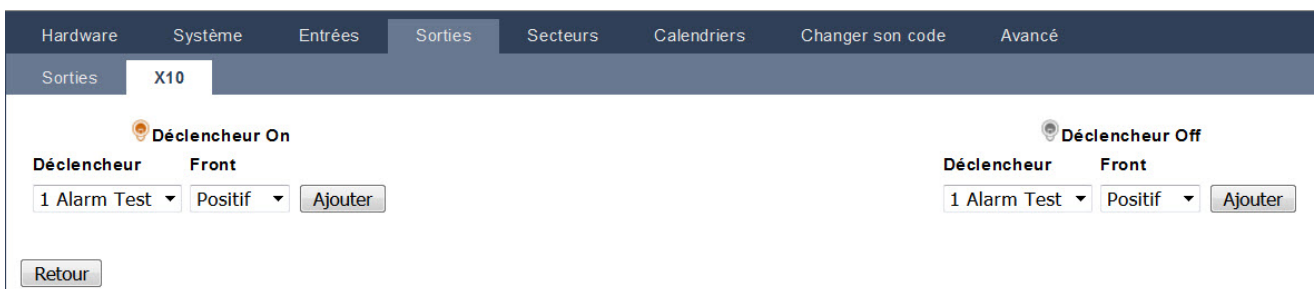 Hardware Système Entrées Sorties Secteurs Calendriers Changer son code Avancé
Sorties X10
Déclencheur On Déclencheur Off
Déclencheur Front Déclencheur Front
1 Alarm Test Positif Ajouter 1 Alarm Test Positif Ajouter
Retour